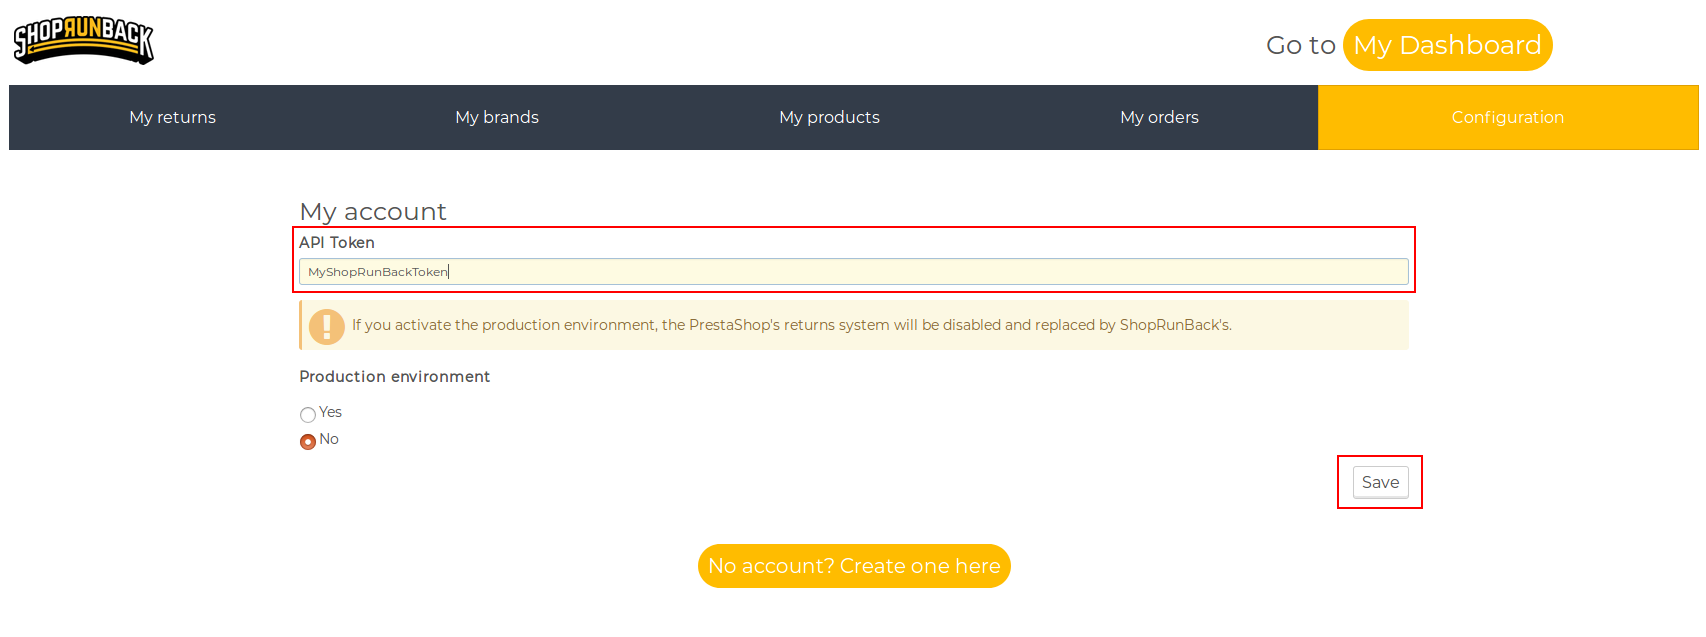 SHOPRUNBACK
Go to My Dashboard
My returns My brands My products My orders Configuration
My account
API Token
MyShopRunBackToken
If you activate the production environment, the PrestaShop's returns system will be disabled and replaced by ShopRunBack's.
Production environment
Yes
No
Save
No account? Create one here